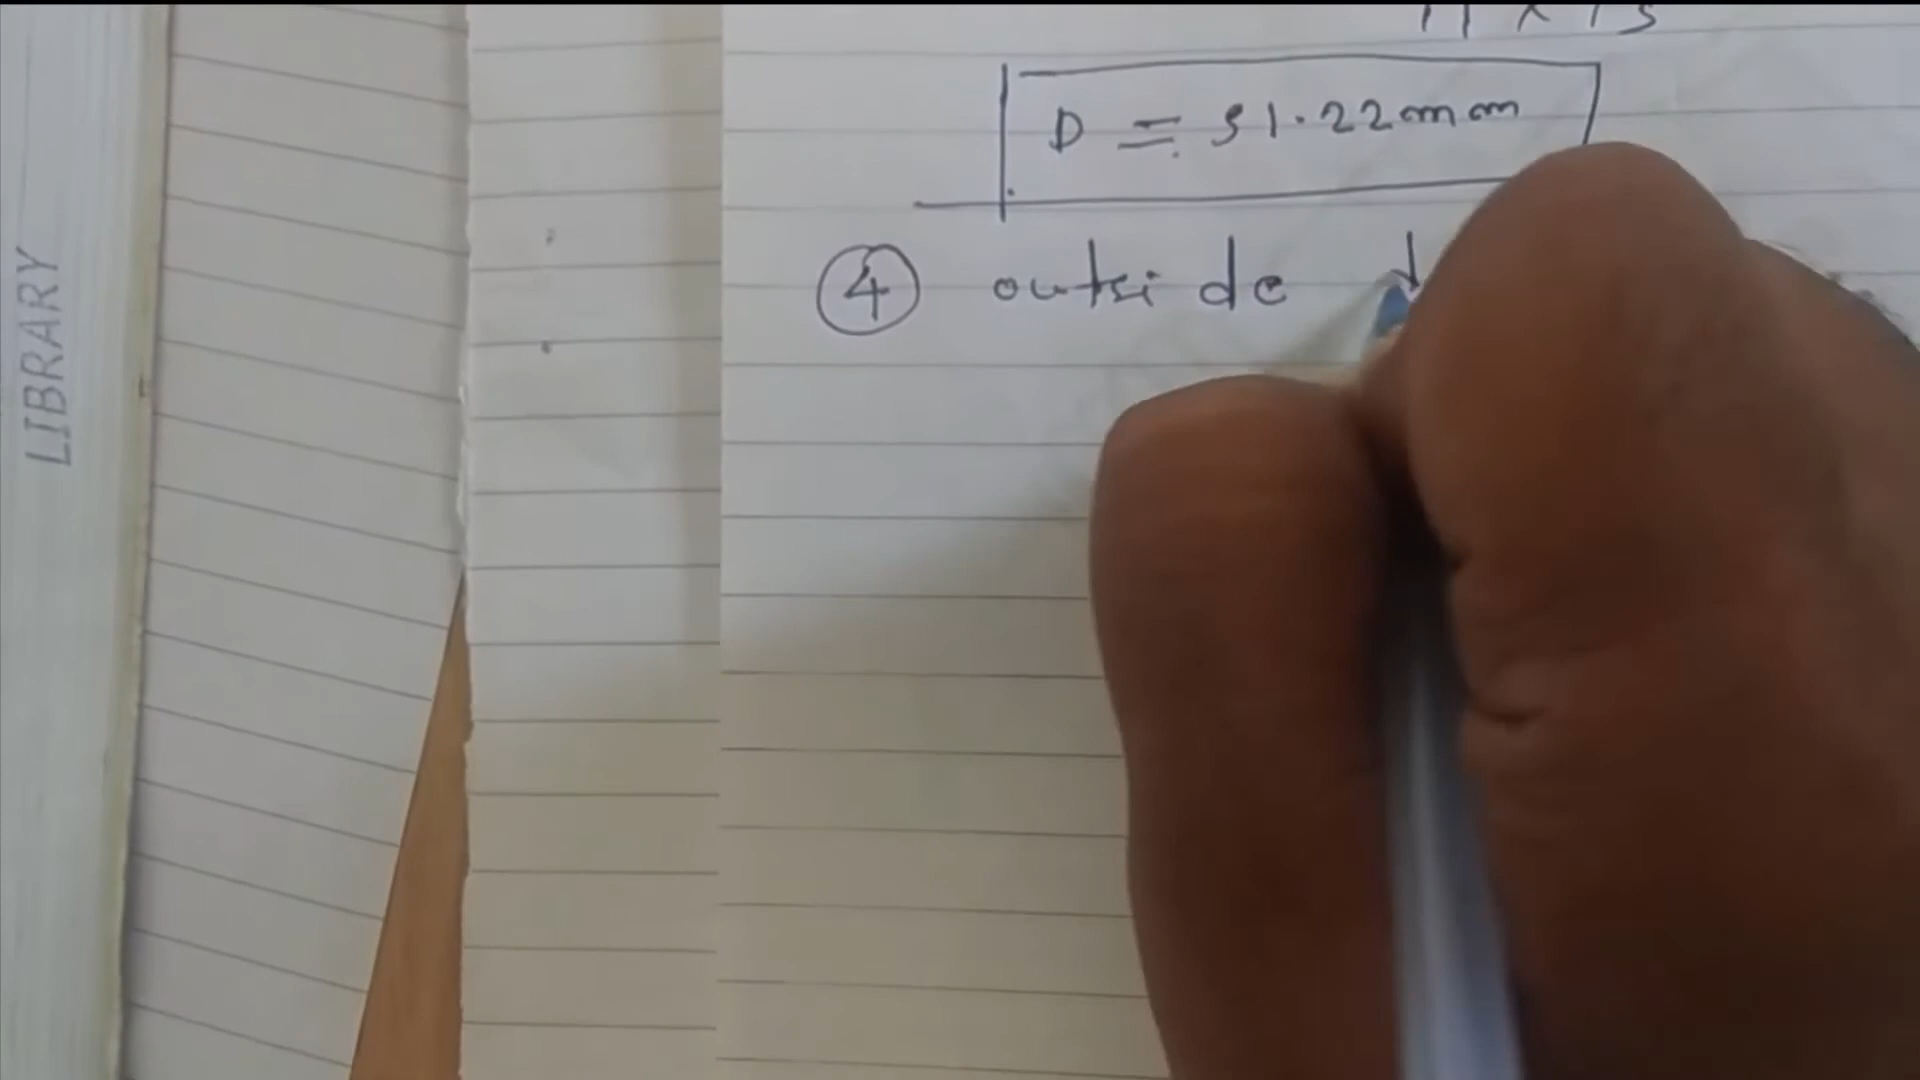 LIBRARY
D = 51.22mm
④ outside d